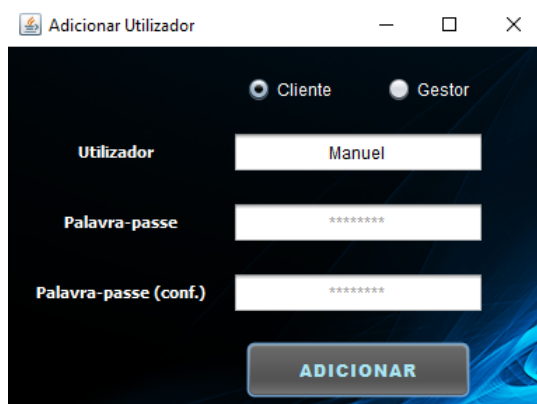 Adicionar Utilizador
Cliente Gestor
Utilizador Manuel
Palavra-passe ********
Palavra-passe (conf.) ********
ADICIONAR